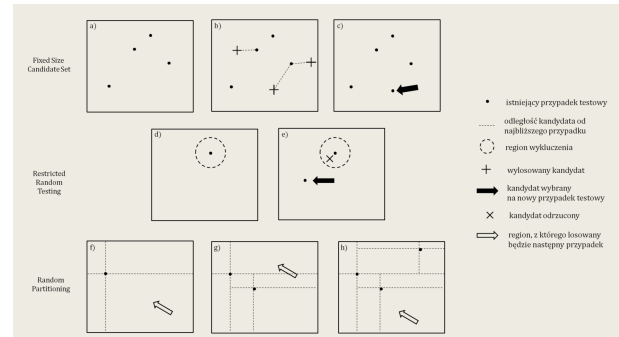 a)
b)
c)
Fixed Size
Candidate Set
d)
e)
Restricted
Random
Testing
f)
g)
h)
Random
Partitioning
istniejący przypadek testowy
odległość kandydata od
najbliższego przypadku
region wykluczenia
wylosowany kandydat
kandydat wybrany
na nowy przypadek testowy
kandydat odrzucony
region, z którego losowany
będzie następny przypadek